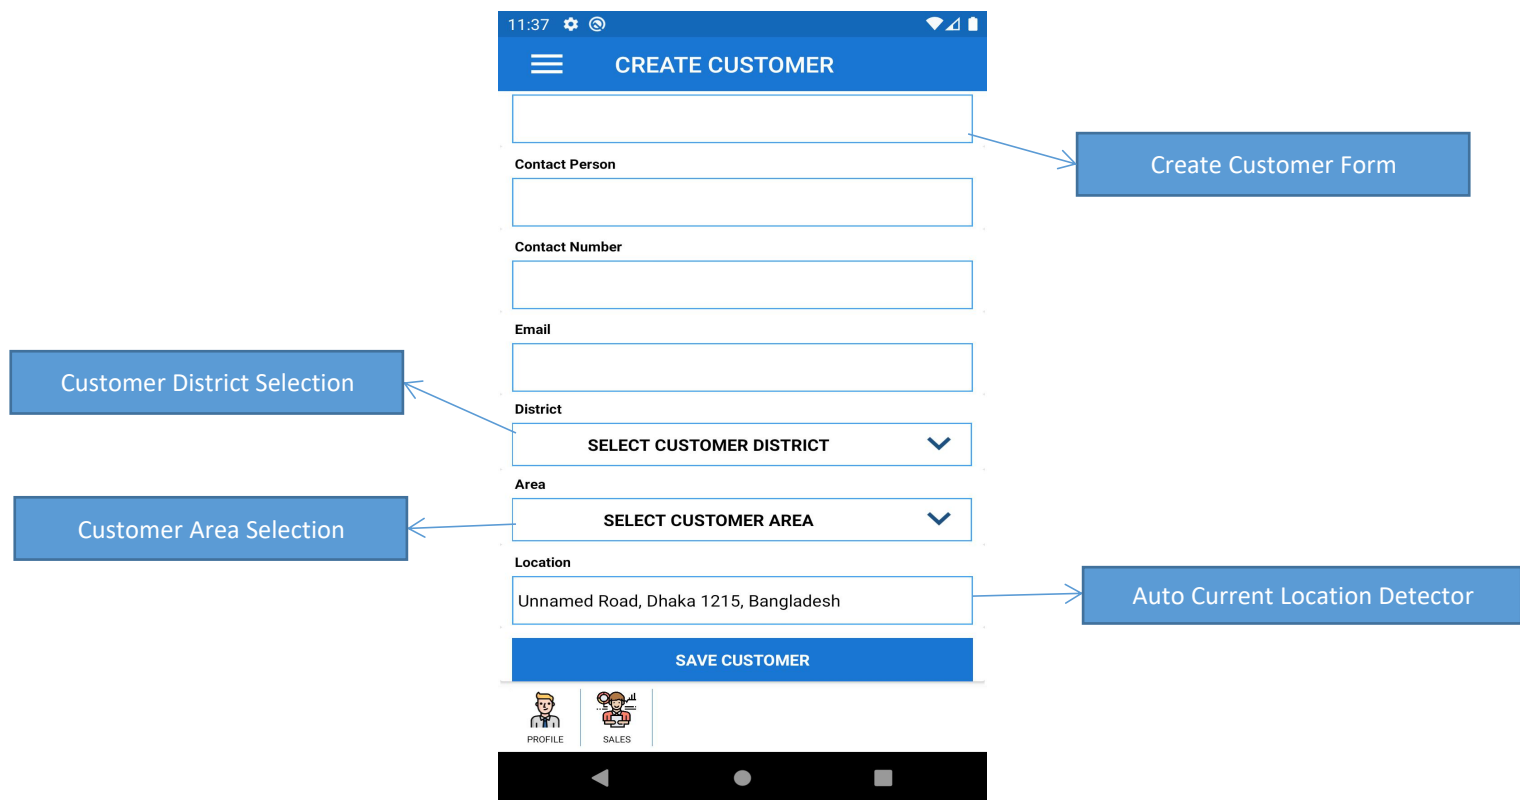 11:37
CREATE CUSTOMER
Create Customer Form
Contact Person
Contact Number
Email
Customer District Selection
District
SELECT CUSTOMER DISTRICT
Area
Customer Area Selection
SELECT CUSTOMER AREA
Location
Unnamed Road, Dhaka 1215, Bangladesh
Auto Current Location Detector
SAVE CUSTOMER
PROFILE
SALES